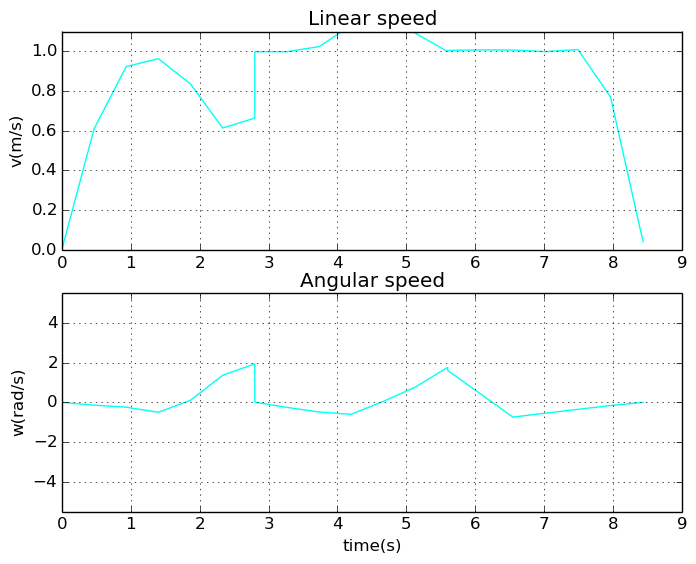 Linear speed
1.0
0.8
0.6
0.4
0.2
0.0
v(m/s)
0 1 2 3 4 5 6 7 8 9
Angular speed
4
2
0
−2
−4
w(rad/s)
0 1 2 3 4 5 6 7 8 9
time(s)